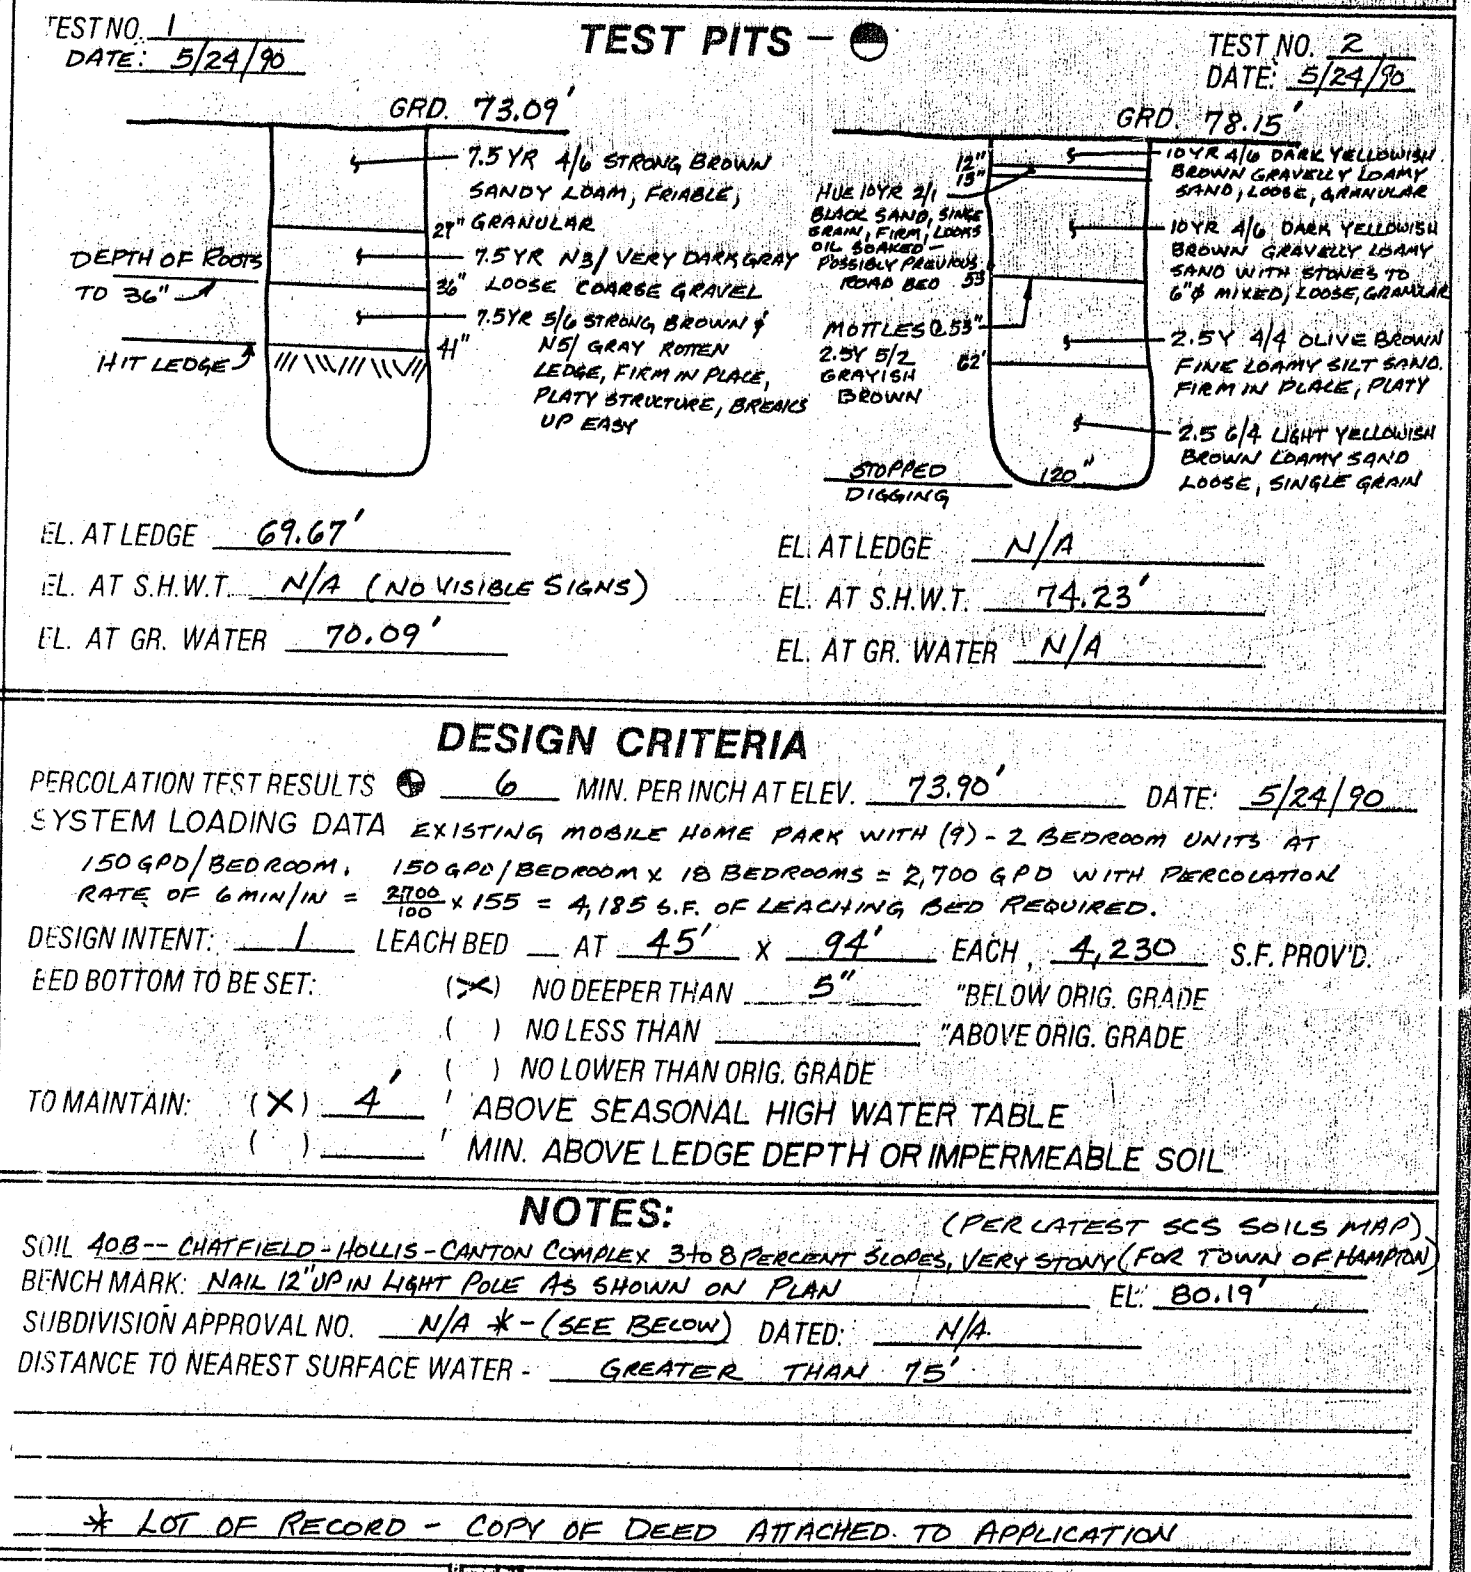 TEST NO. 1
DATE: 5/24/90
TEST PITS -
TEST NO. 2
DATE: 5/24/90
GRD. 73.09'
7.5 YR 4/6 STRONG BROWN
SANDY LOAM, FRIABLE,
GRANULAR
27"
7.5 YR N3/ VERY DARK GRAY
LOOSE COARSE GRAVEL
36"
DEPTH OF ROOTS
TO 36"
7.5YR 5/6 STRONG BROWN &
N5/ GRAY ROTTEN
LEDGE, FIRM IN PLACE,
PLATY STRUCTURE, BREAKS
UP EASY
41"
HIT LEDGE
GRD. 78.15'
12"
15"
HUE 10YR 2/1
BLACK SAND, SINGE
GRAIN, FIRM, LOOKS
OIL SOAKED -
POSSIBLY PREVIOUS
ROAD BED
53
MOTTLES @ 53"
2.5Y 5/2
GRAYISH
BROWN
62"
10YR 4/6 DARK YELLOWISH
BROWN GRAVELLY LOAMY
SAND, LOOSE, GRANULAR
10YR 4/6 DARK YELLOWISH
BROWN GRAVELLY LOAMY
SAND WITH STONES TO
6"ϕ MIXED, LOOSE, GRANULAR
2.5Y 4/4 OLIVE BROWN
FINE LOAMY SILT SAND.
FIRM IN PLACE, PLATY
2.5 6/4 LIGHT YELLOWISH
BROWN LOAMY SAND
LOOSE, SINGLE GRAIN
STOPPED
DIGGING
120"
EL. AT LEDGE 69.67'
EL. AT S.H.W.T. N/A (NO VISIBLE SIGNS)
EL. AT GR. WATER 70.09'
EL. AT LEDGE N/A
EL. AT S.H.W.T. 74.23'
EL. AT GR. WATER N/A
DESIGN CRITERIA
PERCOLATION TEST RESULTS 6 MIN. PER INCH AT ELEV. 73.90' DATE: 5/24/90
SYSTEM LOADING DATA EXISTING MOBILE HOME PARK WITH (9) - 2 BEDROOM UNITS AT
150 GPD/BEDROOM. 150 GPD/BEDROOM x 18 BEDROOMS = 2,700 GPD WITH PERCOLATION
RATE OF 6 MIN/IN = 2700/100 x 155 = 4,185 S.F. OF LEACHING BED REQUIRED.
DESIGN INTENT: 1 LEACH BED AT 45' X 94' EACH, 4,230 S.F. PROV'D.
BED BOTTOM TO BE SET: (X) NO DEEPER THAN 5" "BELOW ORIG. GRADE
( ) NO LESS THAN "ABOVE ORIG. GRADE
( ) NO LOWER THAN ORIG. GRADE
TO MAINTAIN: (X) 4' ' ABOVE SEASONAL HIGH WATER TABLE
( ) ' MIN. ABOVE LEDGE DEPTH OR IMPERMEABLE SOIL
NOTES:
(PER LATEST SCS SOILS MAP)
SOIL 40B -- CHATFIELD - HOLLIS - CANTON COMPLEX 3 to 8 PERCENT SLOPES, VERY STONY (FOR TOWN OF HAMPTON)
BENCH MARK: NAIL 12" UP IN LIGHT POLE AS SHOWN ON PLAN EL: 80.19'
SUBDIVISION APPROVAL NO. N/A * - (SEE BELOW) DATED: N/A
DISTANCE TO NEAREST SURFACE WATER - GREATER THAN 75'
* LOT OF RECORD - COPY OF DEED ATTACHED TO APPLICATION